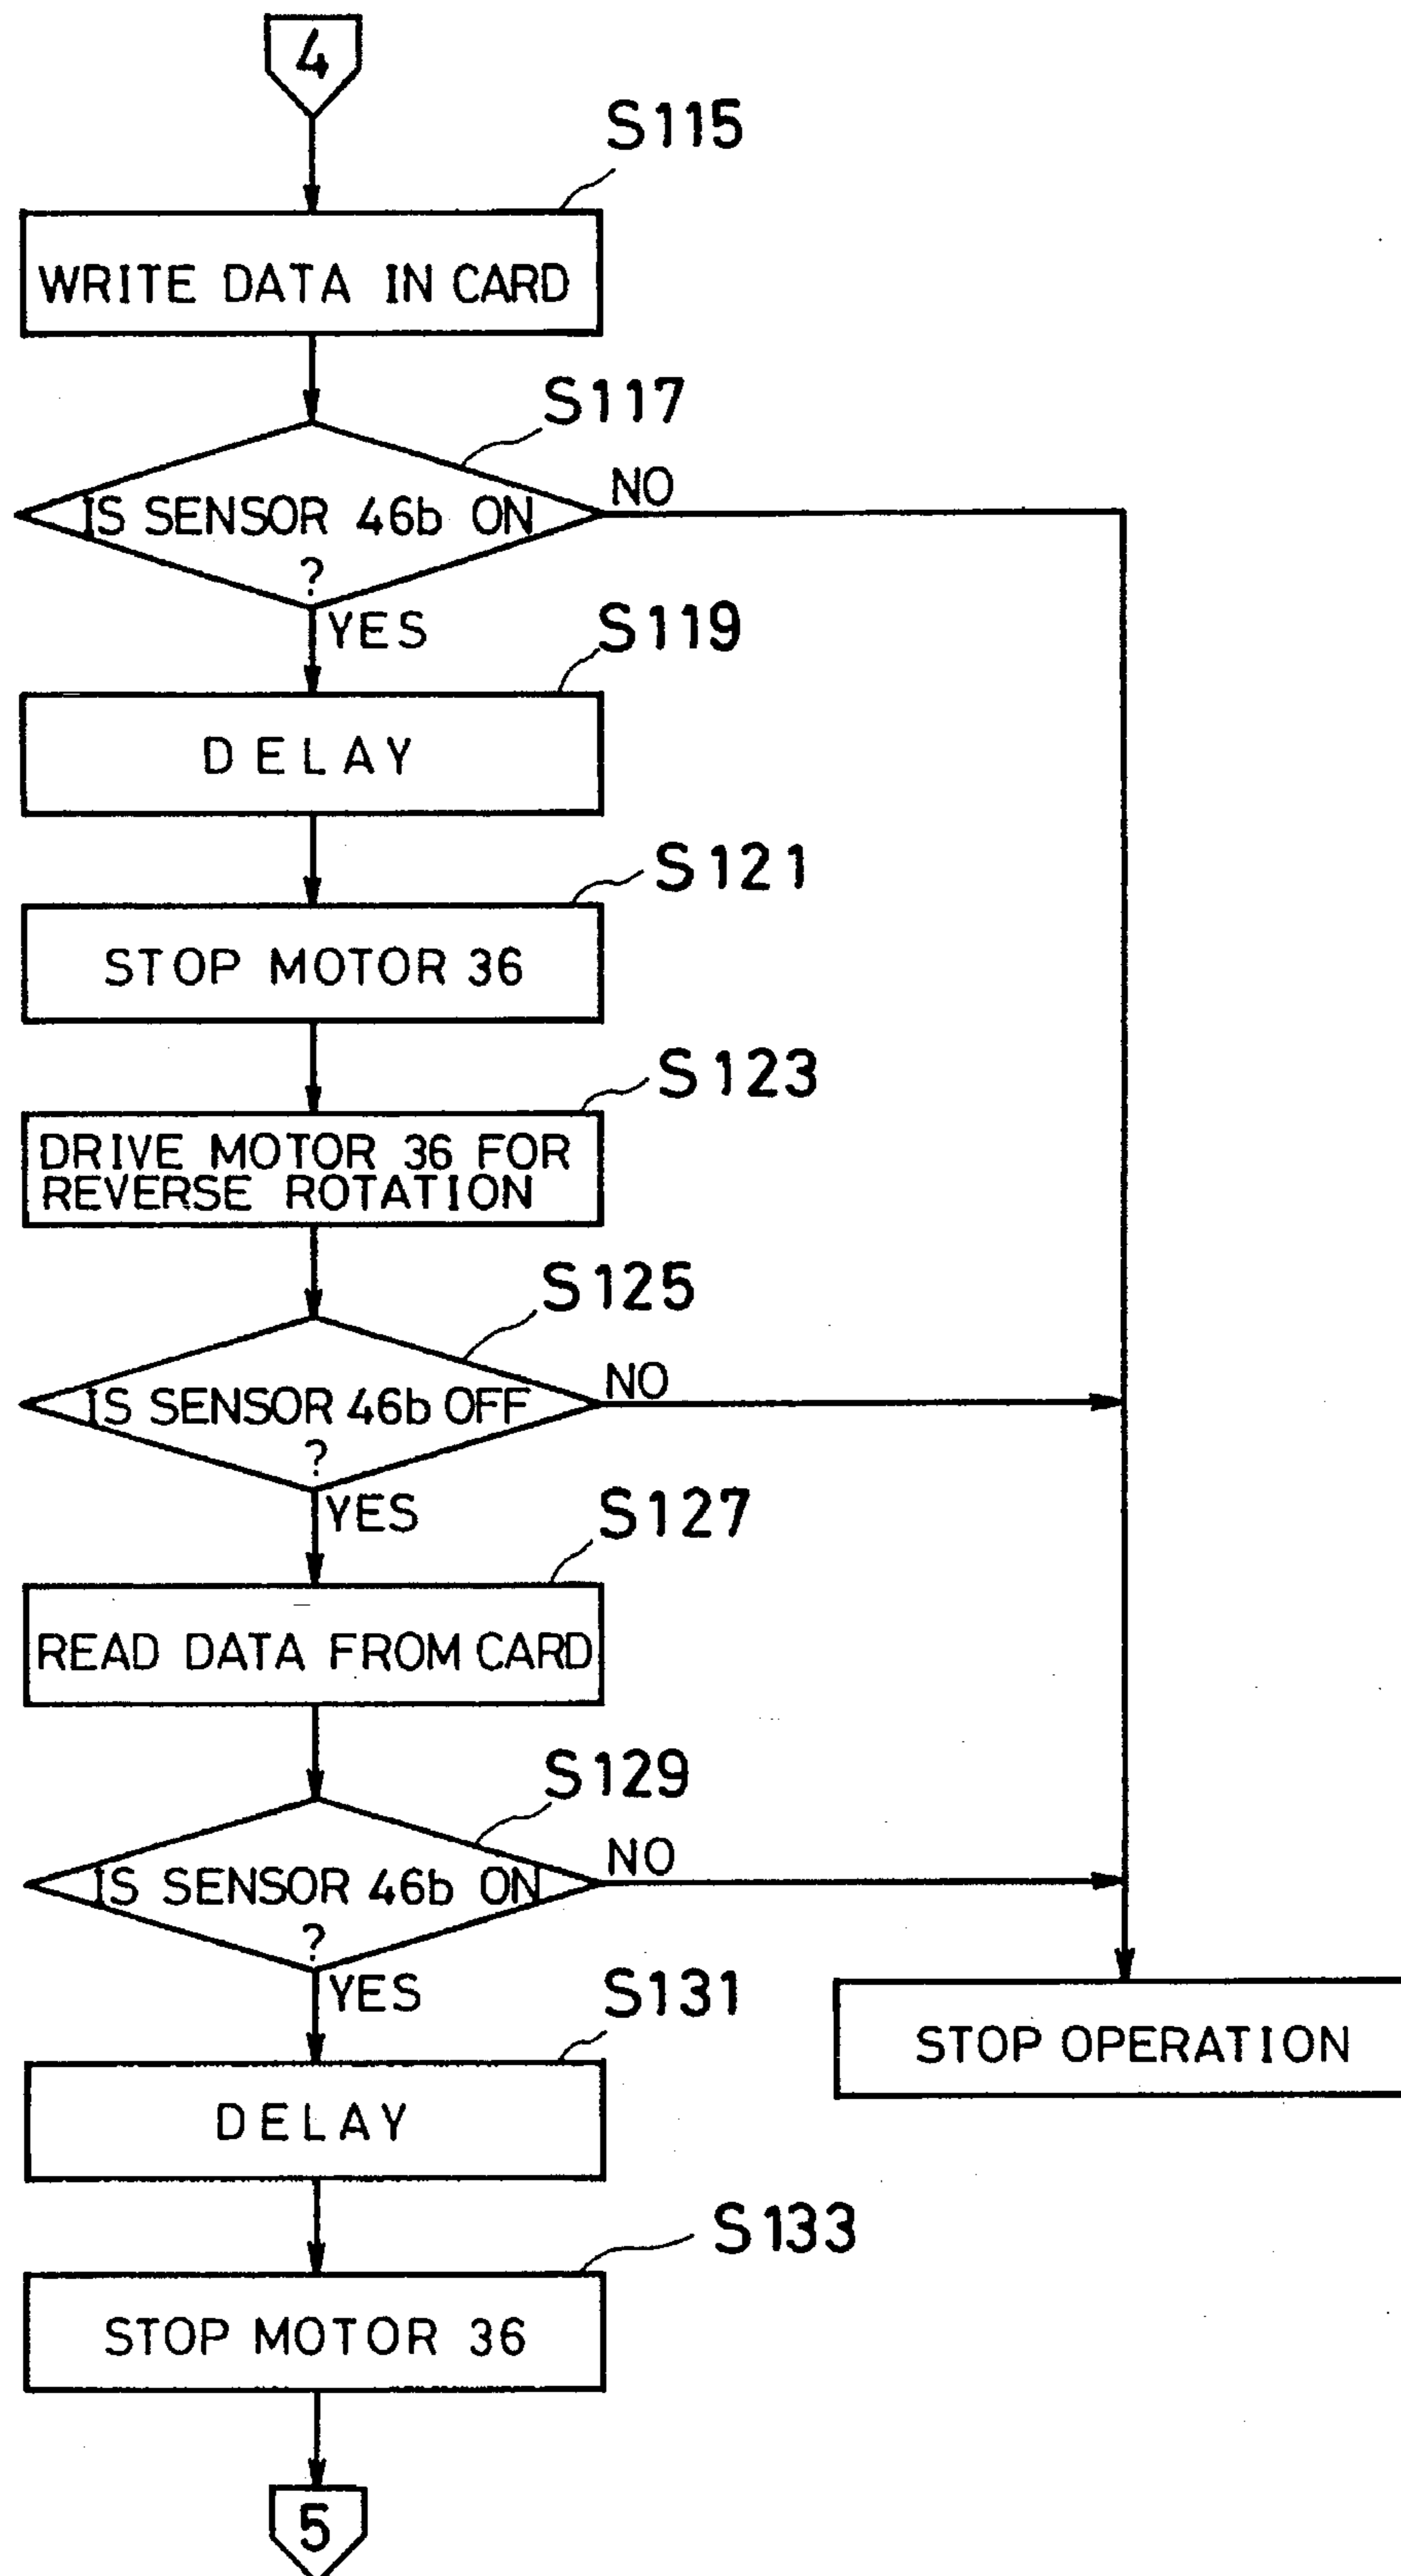 4
S115
WRITE DATA IN CARD
S117
IS SENSOR 46b ON
?
NO
YES
S119
DELAY
S121
STOP MOTOR 36
S123
DRIVE MOTOR 36 FOR
REVERSE ROTATION
S125
IS SENSOR 46b OFF
?
NO
YES
S127
READ DATA FROM CARD
S129
IS SENSOR 46b ON
?
NO
YES
S131
DELAY
STOP OPERATION
S133
STOP MOTOR 36
5